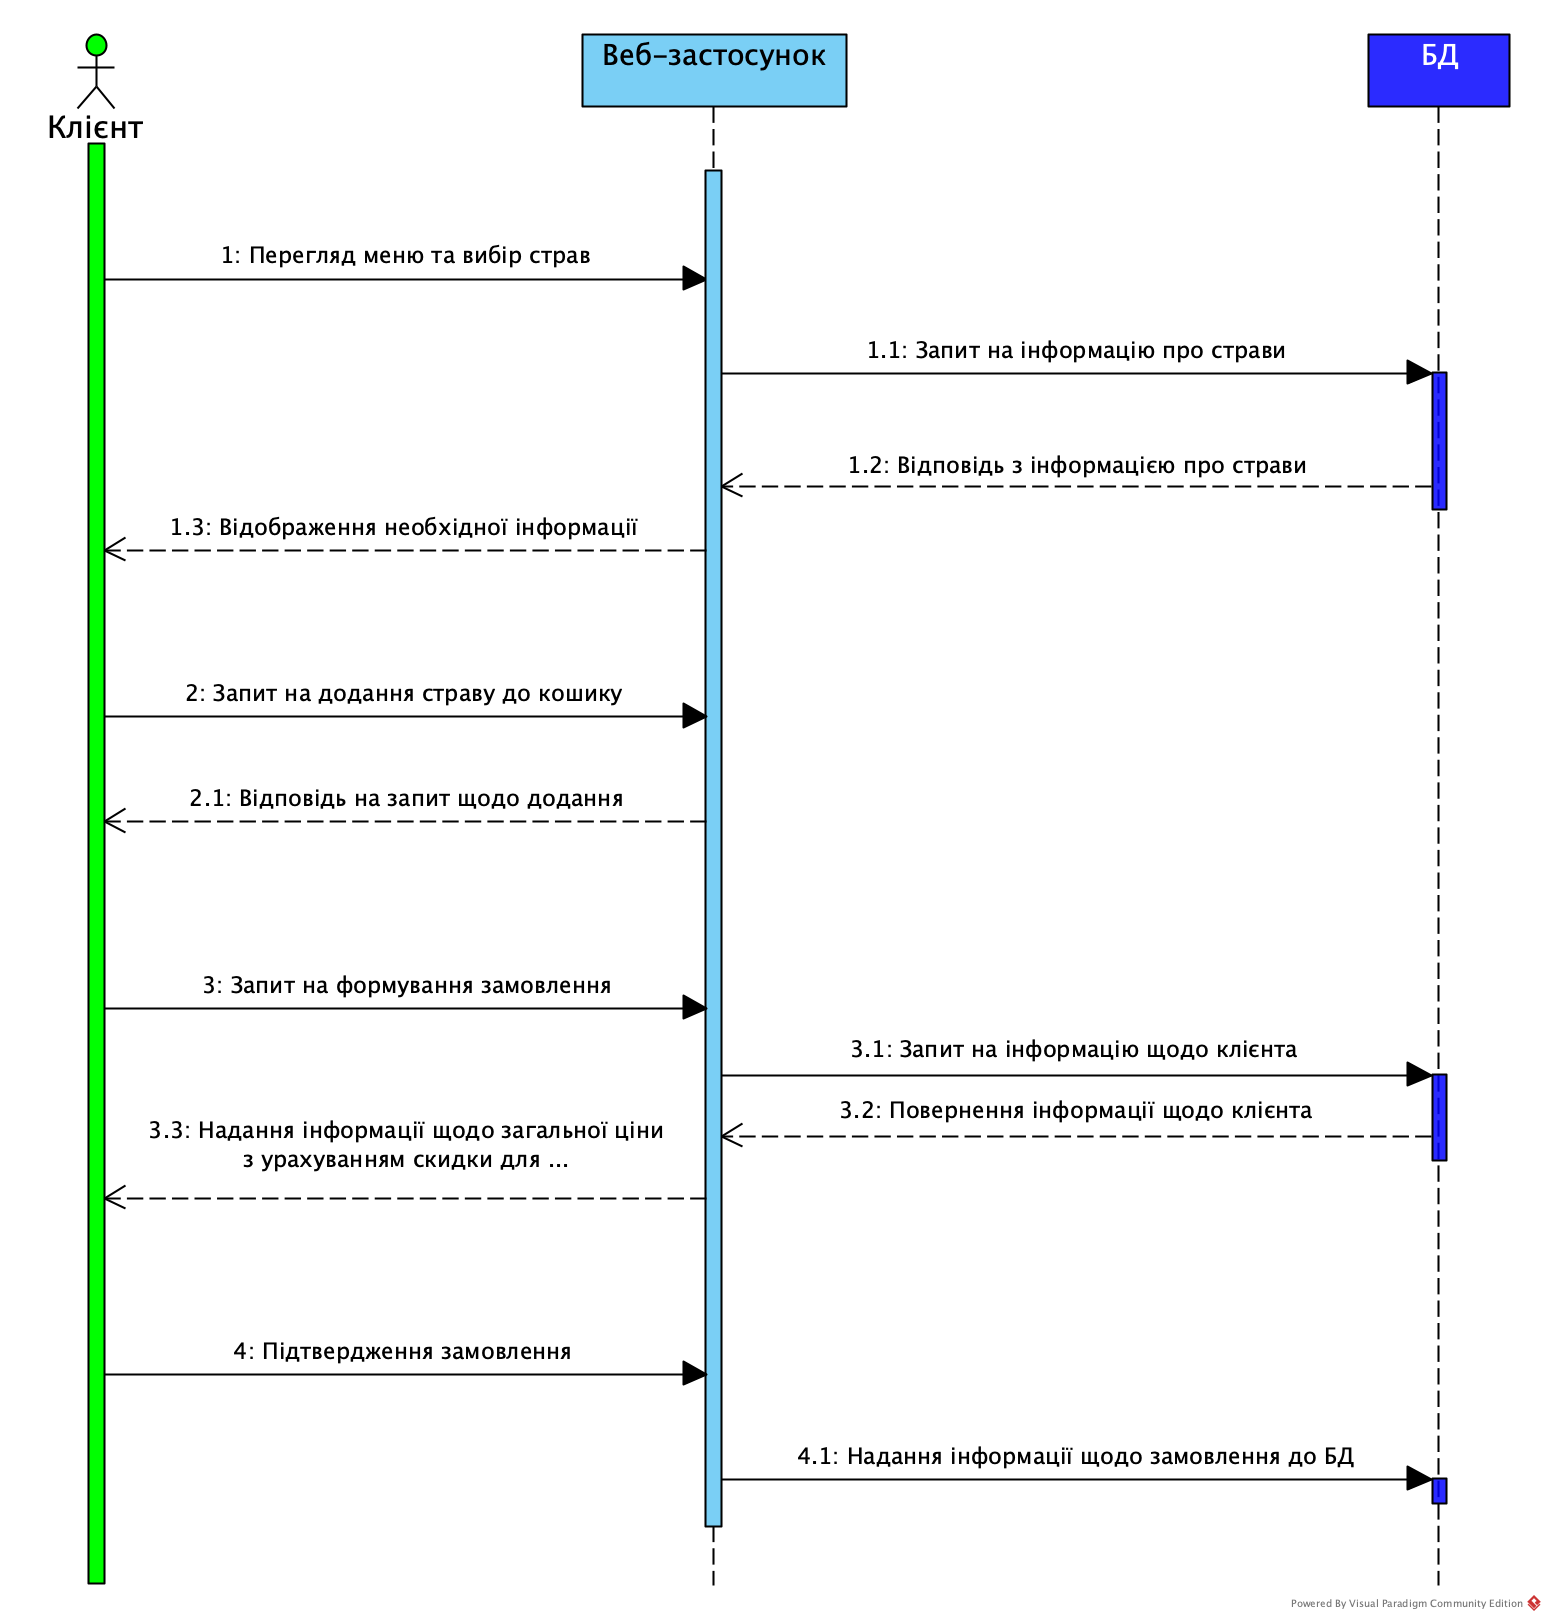 Клієнт
Веб-застосунок
БД
1: Перегляд меню та вибір страв
1.1: Запит на інформацію про страви
1.2: Відповідь з інформацією про страви
1.3: Відображення необхідної інформації
2: Запит на додання страву до кошику
2.1: Відповідь на запит щодо додання
3: Запит на формування замовлення
3.1: Запит на інформацію щодо клієнта
3.2: Повернення інформації щодо клієнта
3.3: Надання інформації щодо загальної ціни
з урахуванням скидки для ...
4: Підтвердження замовлення
4.1: Надання інформації щодо замовлення до БД
Powered By Visual Paradigm Community Edition